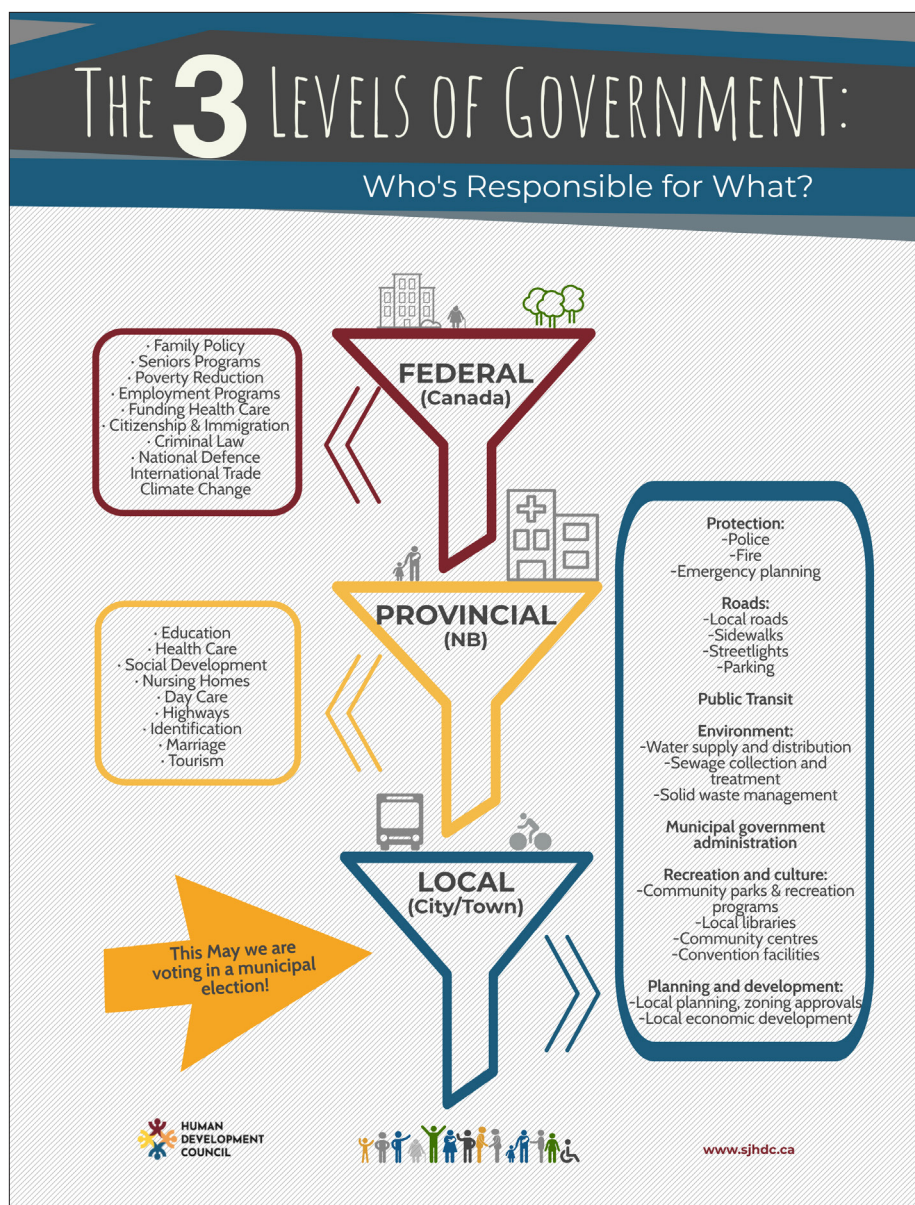 THE 3 LEVELS OF GOVERNMENT:
Who's Responsible for What?
FEDERAL
(Canada)
· Family Policy
· Seniors Programs
· Poverty Reduction
· Employment Programs
· Funding Health Care
· Citizenship & Immigration
· Criminal Law
· National Defence
International Trade
Climate Change
PROVINCIAL
(NB)
· Education
· Health Care
· Social Development
· Nursing Homes
· Day Care
· Highways
· Identification
· Marriage
· Tourism
LOCAL
(City/Town)
This May we are
voting in a municipal
election!
Protection:
-Police
-Fire
-Emergency planning
Roads:
-Local roads
-Sidewalks
-Streetlights
-Parking
Public Transit
Environment:
-Water supply and distribution
-Sewage collection and
treatment
-Solid waste management
Municipal government
administration
Recreation and culture:
-Community parks & recreation
programs
-Local libraries
-Community centres
-Convention facilities
Planning and development:
-Local planning, zoning approvals
-Local economic development
HUMAN
DEVELOPMENT
COUNCIL
www.sjhdc.ca